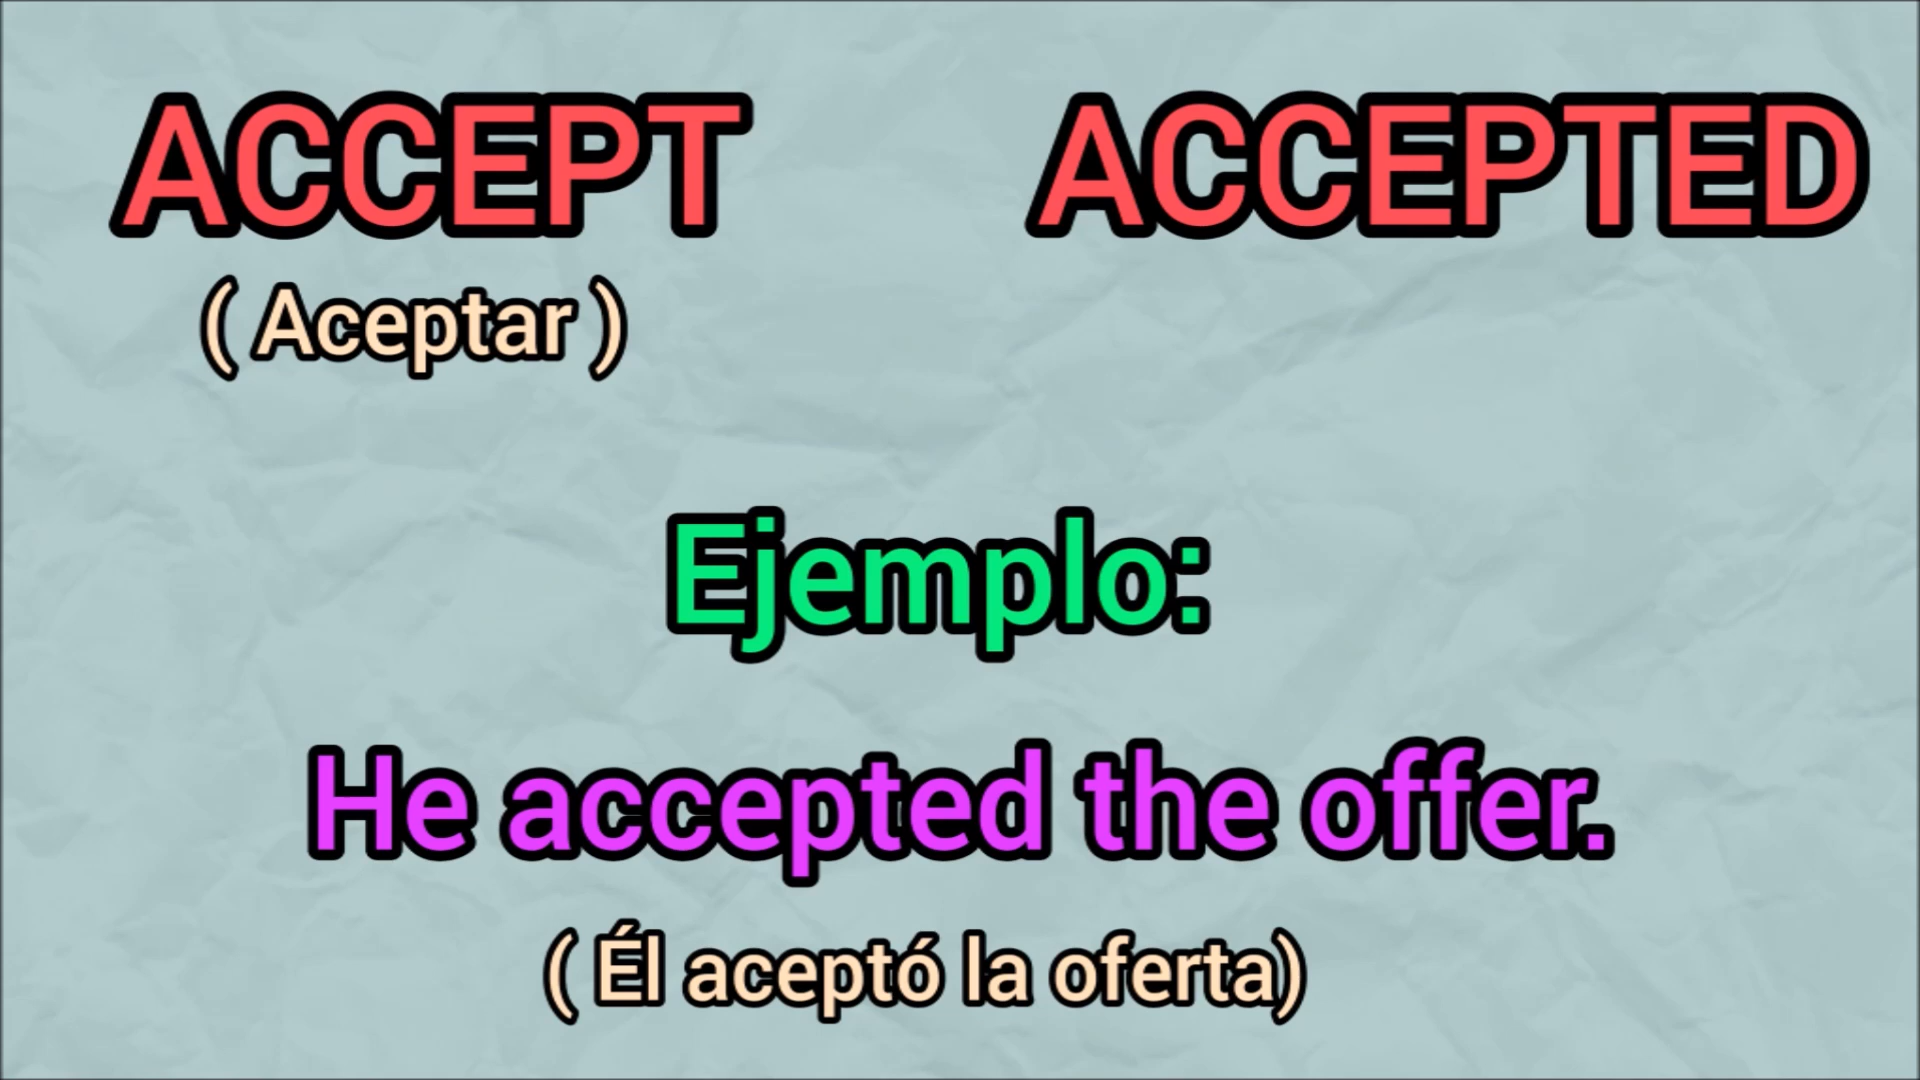 ACCEPT ACCEPTED
( Aceptar )
Ejemplo:
He accepted the offer.
( Él aceptó la oferta)